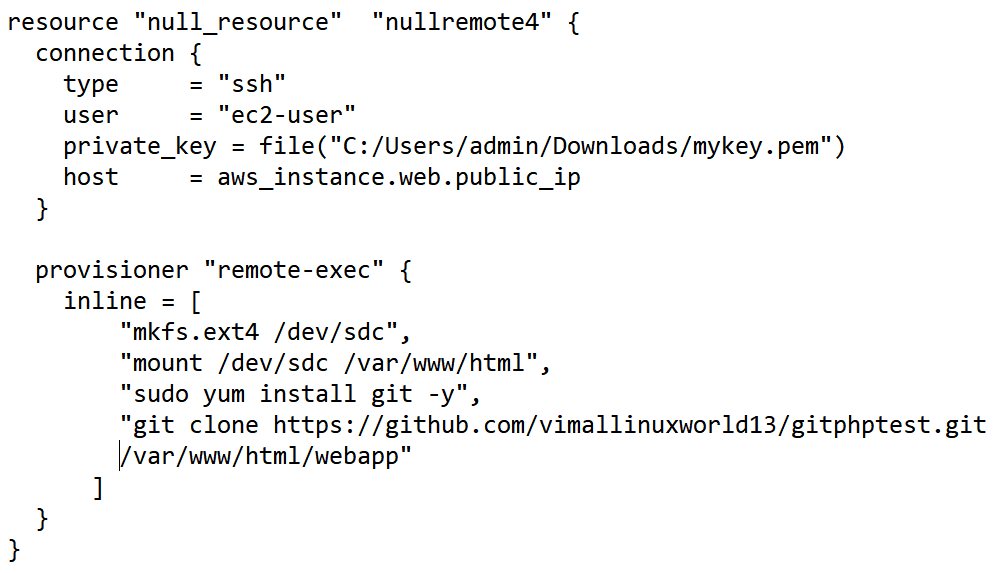 resource "null_resource"  "nullremote4" {
  connection {
    type     = "ssh"
    user     = "ec2-user"
    private_key = file("C:/Users/admin/Downloads/mykey.pem")
    host     = aws_instance.web.public_ip
  }

  provisioner "remote-exec" {
    inline = [
        "mkfs.ext4 /dev/sdc",
        "mount /dev/sdc /var/www/html",
        "sudo yum install git -y",
        "git clone https://github.com/vimallinuxworld13/gitphptest.git
        /var/www/html/webapp"
      ]
  }
}